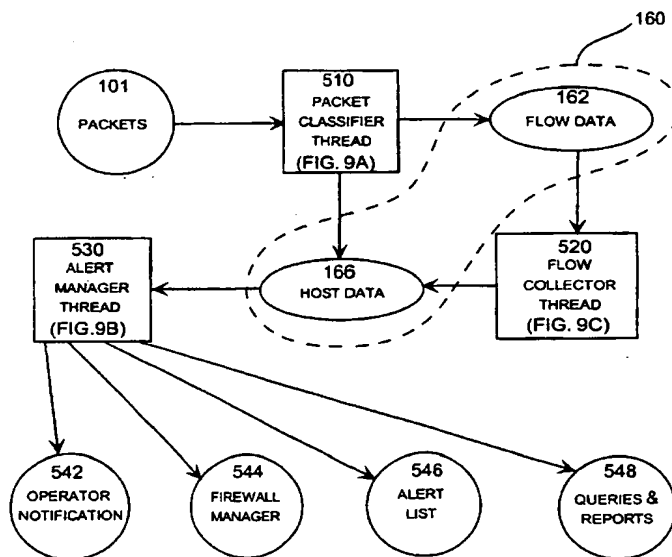 160
101
PACKETS
510
PACKET
CLASSIFIER
THREAD
(FIG. 9A)
162
FLOW DATA
530
ALERT
MANAGER
THREAD
(FIG.9B)
166
HOST DATA
520
FLOW
COLLECTOR
THREAD
(FIG. 9C)
542
OPERATOR
NOTIFICATION
544
FIREWALL
MANAGER
546
ALERT
LIST
548
QUERIES &
REPORTS